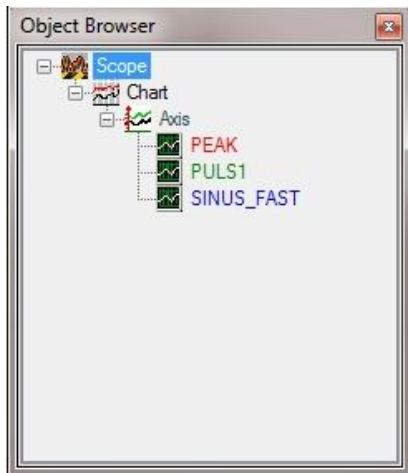 Object Browser
Scope
Chart
Axis
PEAK
PULS1
SINUS_FAST